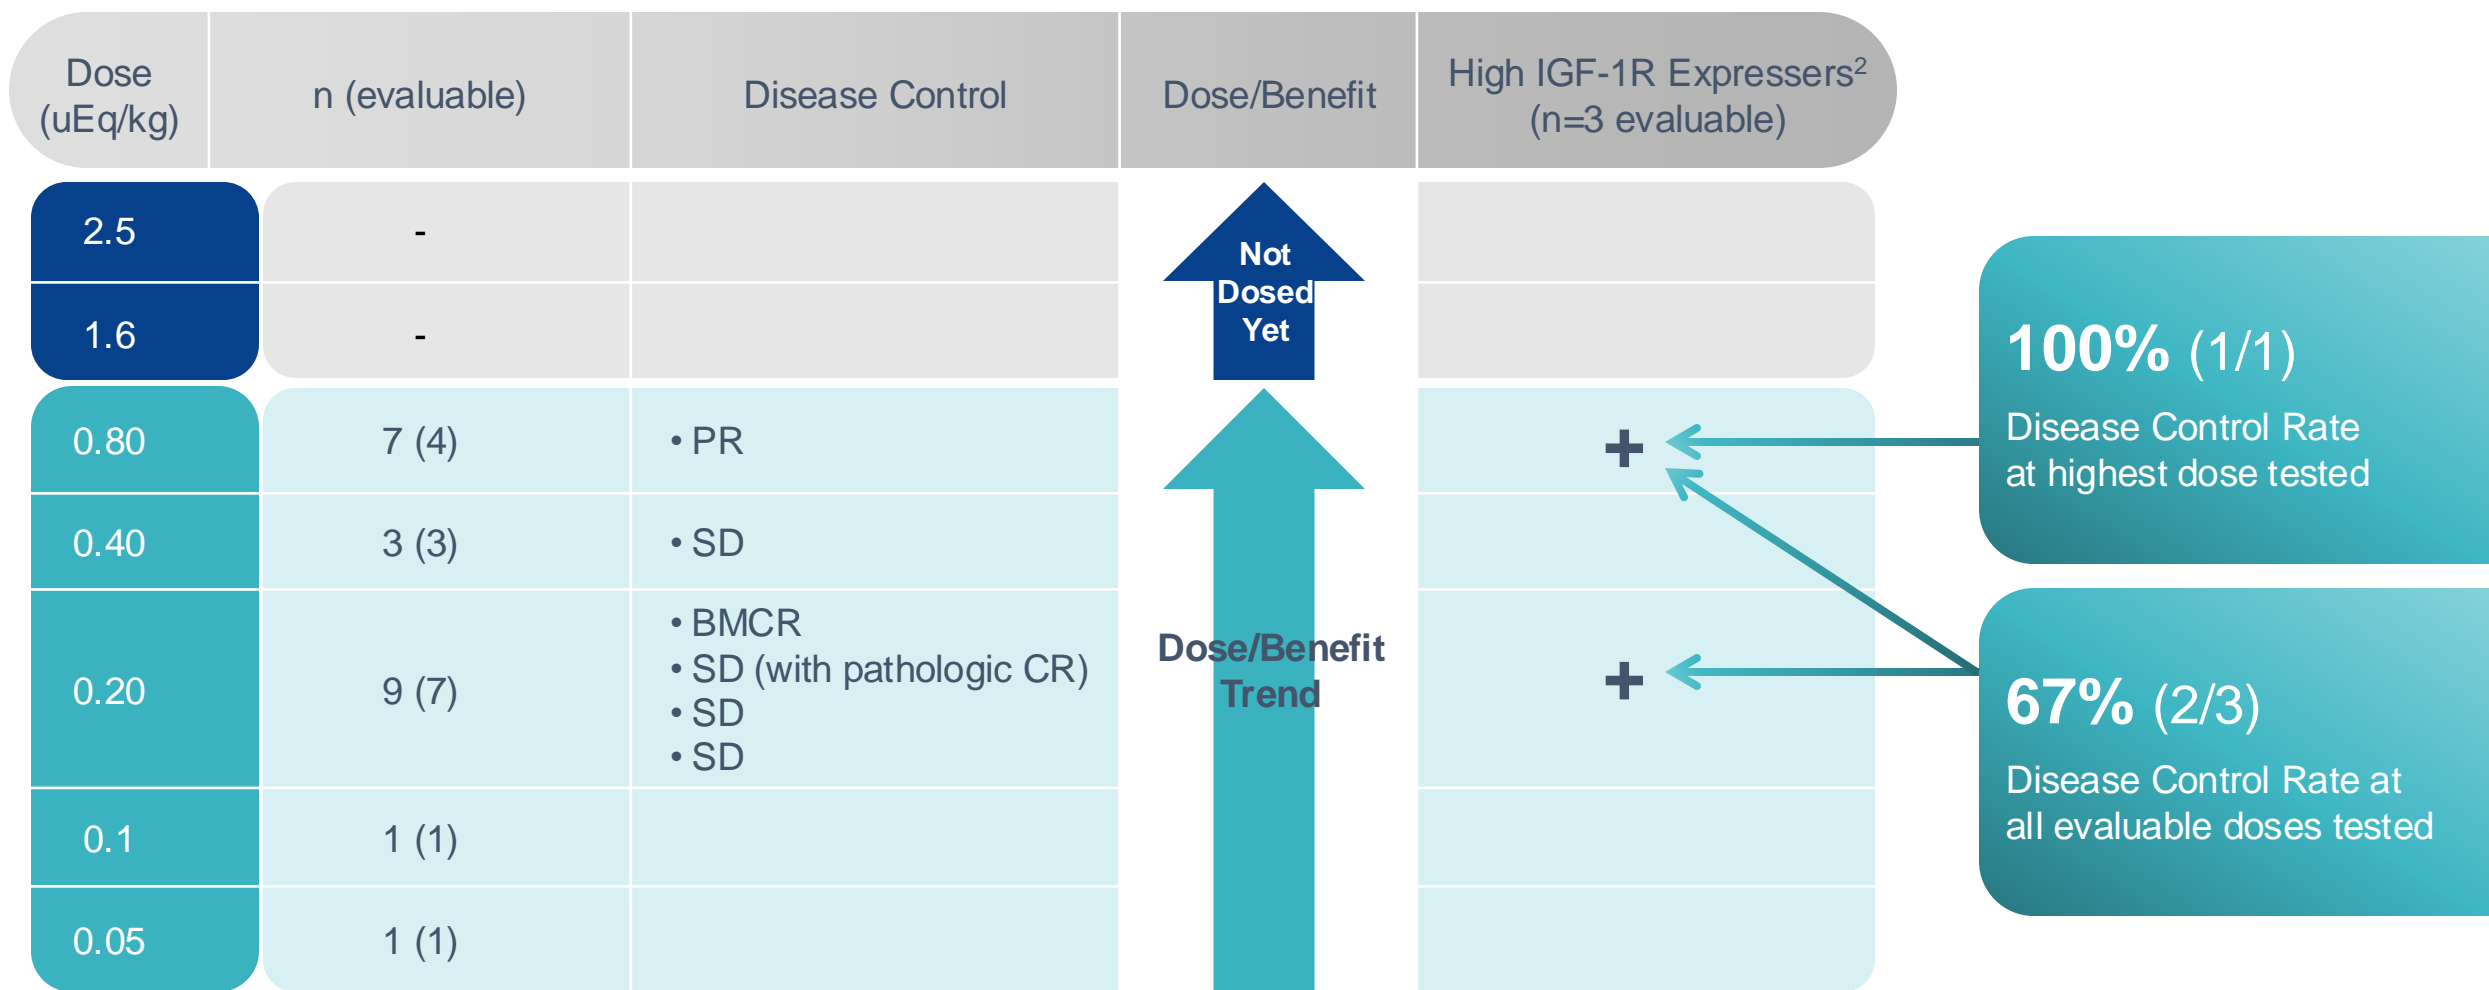 Dose
(uEq/kg)
n (evaluable)
Disease Control
Dose/Benefit
High IGF-1R Expressers²
(n=3 evaluable)
2.5
-
1.6
-
Not
Dosed
Yet
0.80
7 (4)
• PR
+
0.40
3 (3)
• SD
0.20
9 (7)
• BMCR
• SD (with pathologic CR)
• SD
• SD
Dose/Benefit
Trend
+
0.1
1 (1)
0.05
1 (1)
100% (1/1)
Disease Control Rate
at highest dose tested
67% (2/3)
Disease Control Rate at
all evaluable doses tested